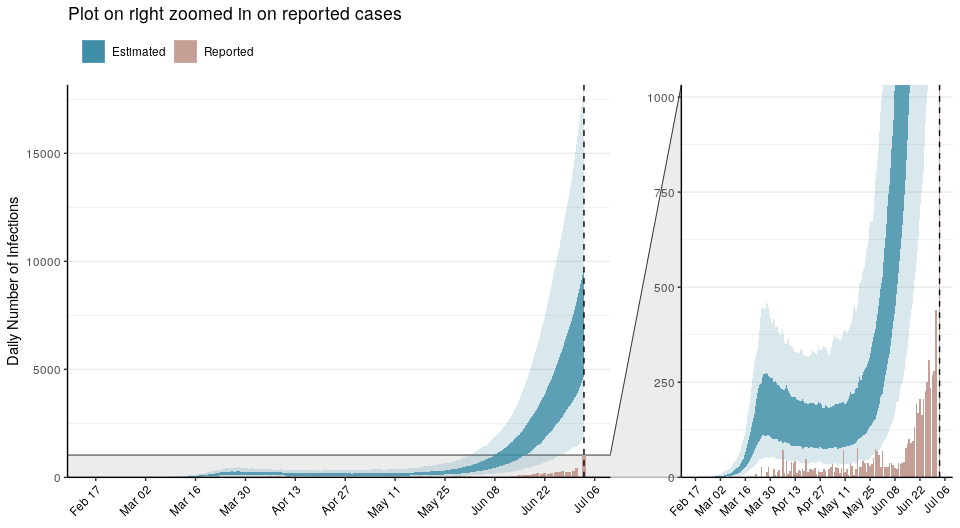 Plot on right zoomed in on reported cases
Estimated Reported
Daily Number of Infections
15000
10000
5000
0
Feb 17 Mar 02 Mar 16 Mar 30 Apr 13 Apr 27 May 11 May 25 Jun 08 Jun 22 Jul 06
1000
750
500
250
0
Feb 17 Mar 02 Mar 16 Mar 30 Apr 13 Apr 27 May 11 May 25 Jun 08 Jun 22 Jul 06